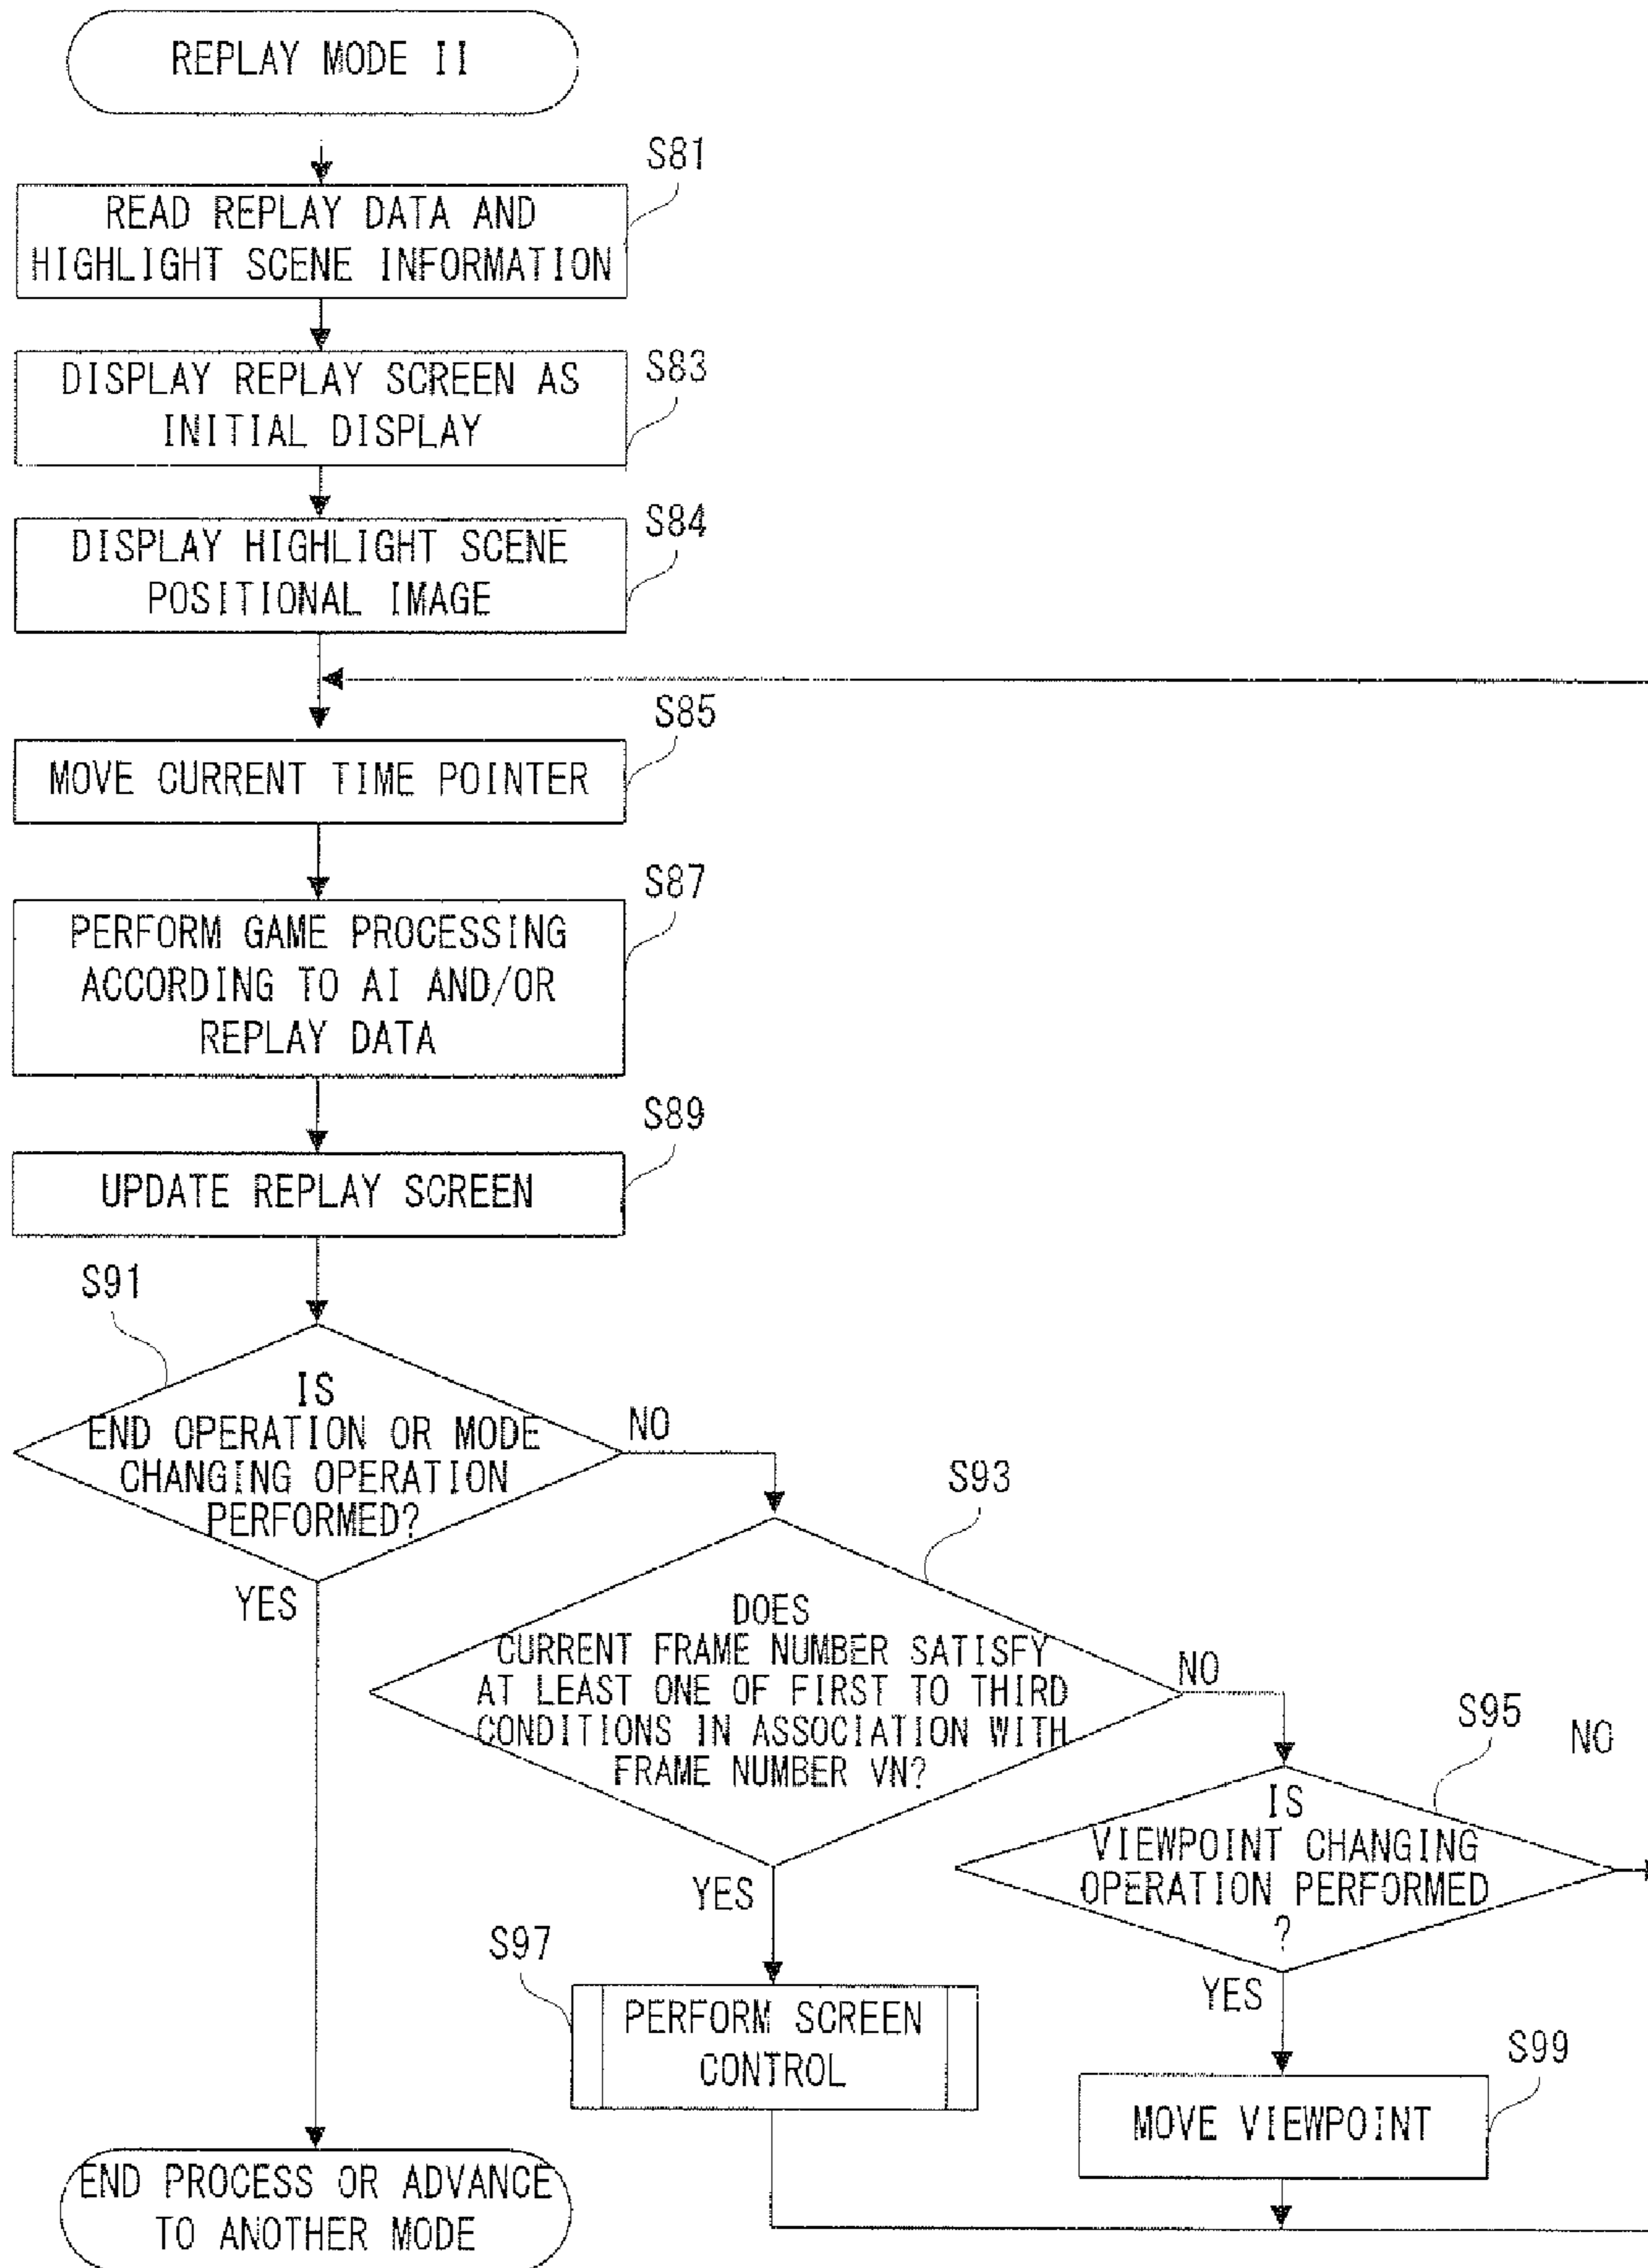 REPLAY MODE II
S81
READ REPLAY DATA AND
HIGHLIGHT SCENE INFORMATION
S83
DISPLAY REPLAY SCREEN AS
INITIAL DISPLAY
S84
DISPLAY HIGHLIGHT SCENE
POSITIONAL IMAGE
S85
MOVE CURRENT TIME POINTER
S87
PERFORM GAME PROCESSING
ACCORDING TO AI AND/OR
REPLAY DATA
S89
UPDATE REPLAY SCREEN
S91
IS
END OPERATION OR MODE
CHANGING OPERATION
PERFORMED?
NO
YES
S93
DOES
CURRENT FRAME NUMBER SATISFY
AT LEAST ONE OF FIRST TO THIRD
CONDITIONS IN ASSOCIATION WITH
FRAME NUMBER VN?
NO
YES
S95
NO
IS
VIEWPOINT CHANGING
OPERATION PERFORMED
?
YES
S97
PERFORM SCREEN
CONTROL
S99
MOVE VIEWPOINT
END PROCESS OR ADVANCE
TO ANOTHER MODE